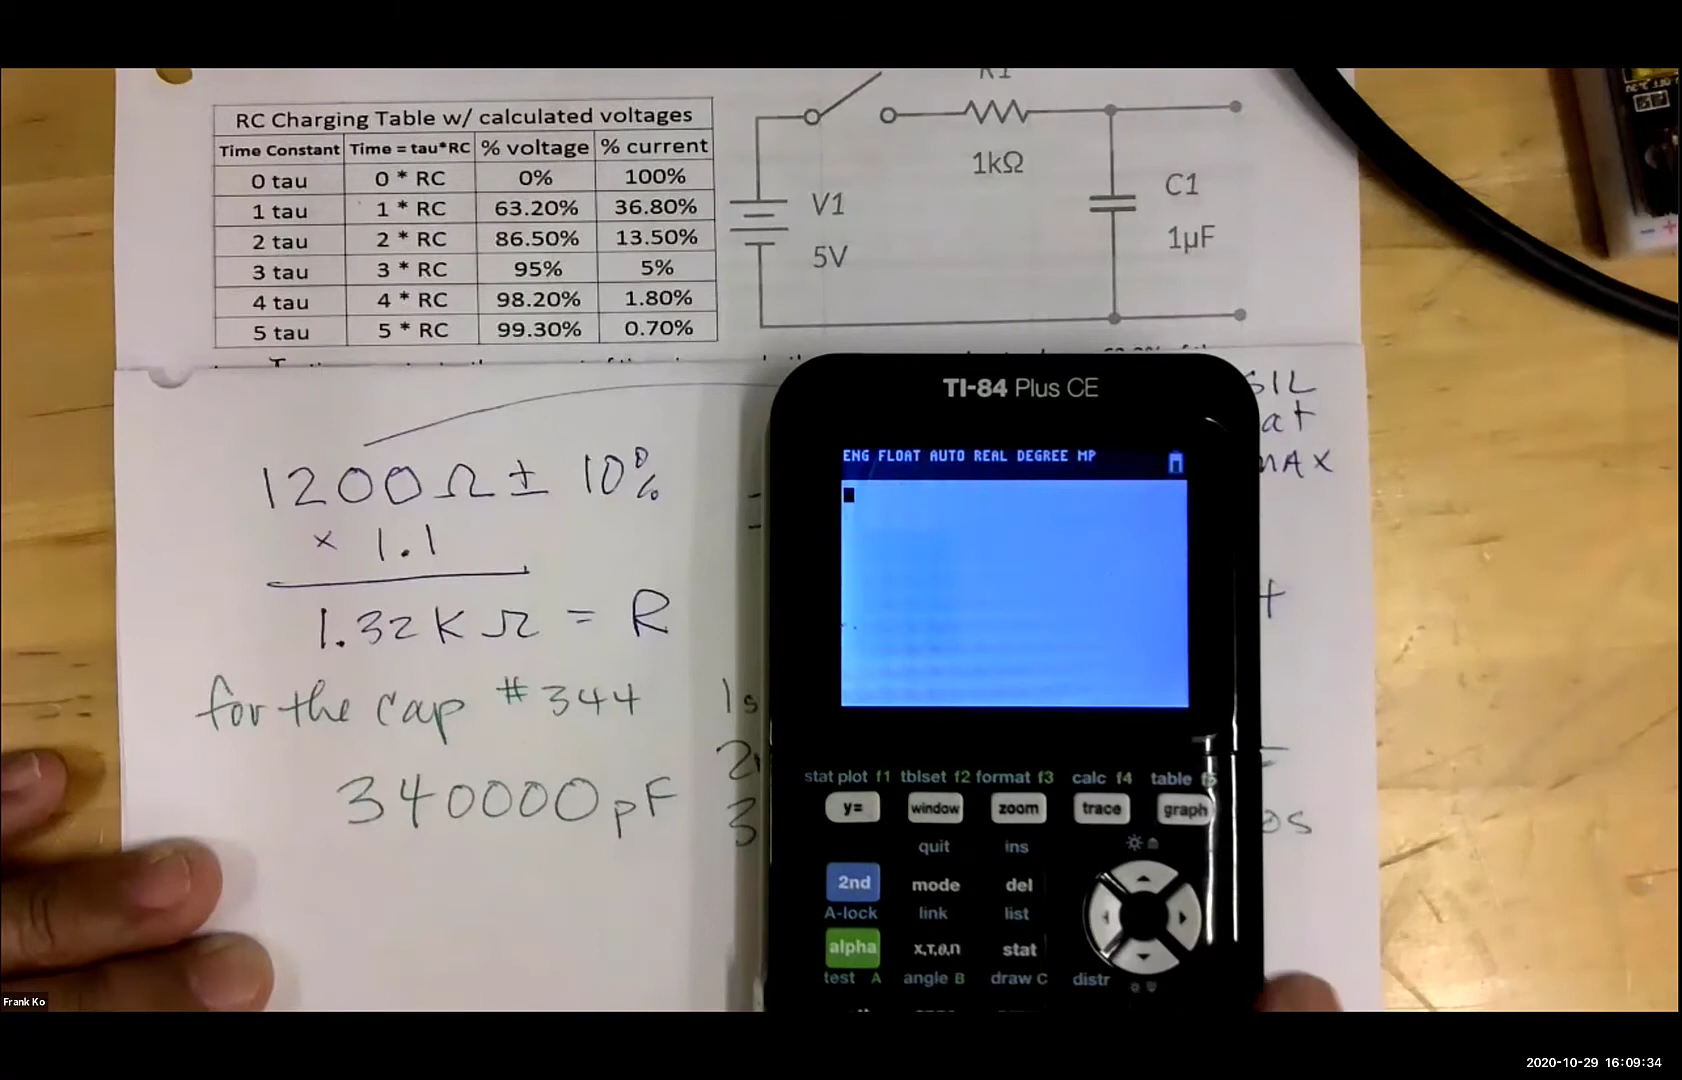 RC Charging Table w/ calculated voltages
Time Constant Time = tau*RC % voltage % current
0 tau 0 * RC 0% 100%
1 tau 1 * RC 63.20% 36.80%
2 tau 2 * RC 86.50% 13.50%
3 tau 3 * RC 95% 5%
4 tau 4 * RC 98.20% 1.80%
5 tau 5 * RC 99.30% 0.70%
R1
1kΩ
V1
5V
C1
1µF
1200Ω ± 10%
× 1.1
1.32KΩ = R
for the cap #344
340000pF
SIL
at
MAX
TI-84 Plus CE
ENG FLOAT AUTO REAL DEGREE MP
stat plot f1 tblset f2 format f3 calc f4 table f5
y= window zoom trace graph
quit ins
2nd mode del
A-lock link list
alpha X,T,θ,n stat
test A angle B draw C distr
Frank Ko
2020-10-29 16:09:34